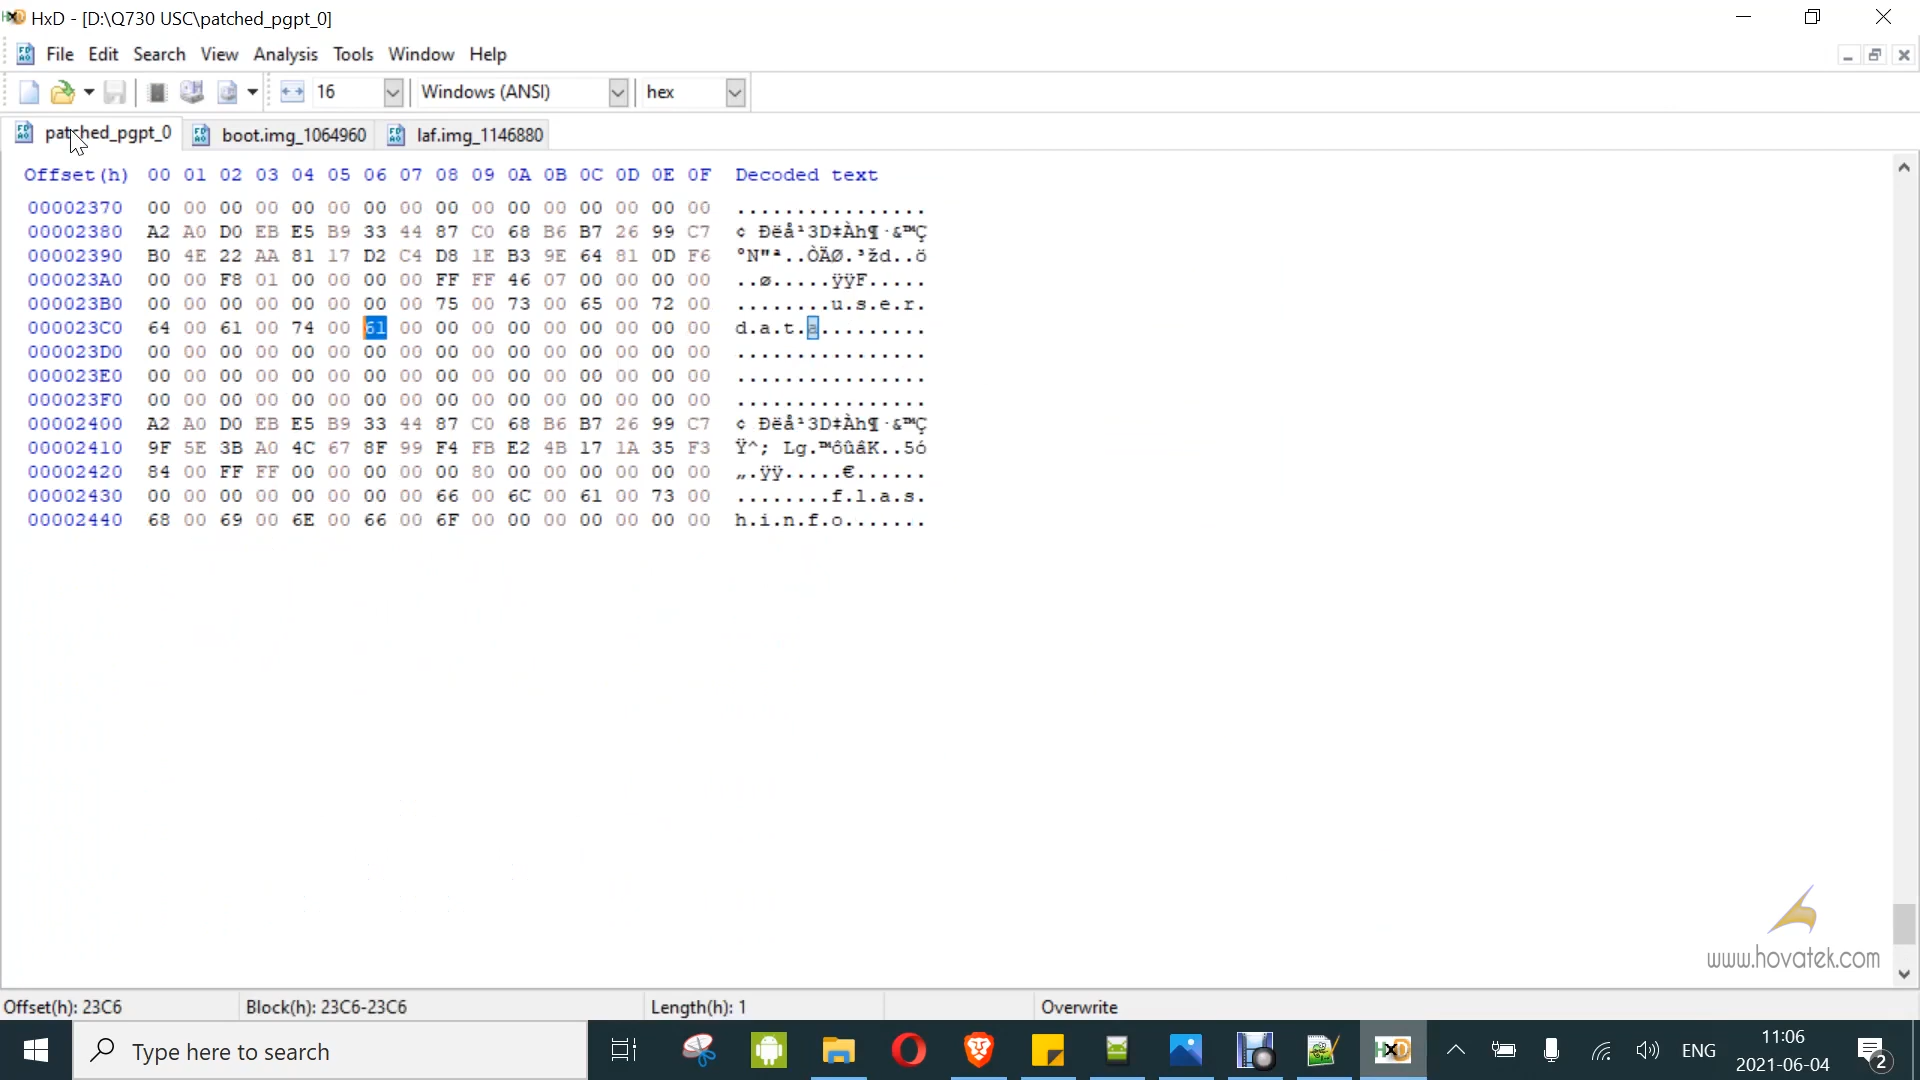 HxD - [D:\Q730 USC\patched_pgpt_0]
File Edit Search View Analysis Tools Window Help
16 Windows (ANSI) hex
patched_pgpt_0 boot.img_1064960 laf.img_1146880
Offset(h) 00 01 02 03 04 05 06 07 08 09 0A 0B 0C 0D 0E 0F Decoded text
00002370 00 00 00 00 00 00 00 00 00 00 00 00 00 00 00 00 ................
00002380 A2 A0 D0 EB E5 B9 33 44 87 C0 68 B6 B7 26 99 C7 ¢ Ðëå¹3D‡Àh¶·&™Ç
00002390 B0 4E 22 AA 81 17 D2 C4 D8 1E B3 9E 64 81 0D F6 °N"ª..ÒÄØ.³žd..ö
000023A0 00 00 F8 01 00 00 00 00 FF FF 46 07 00 00 00 00 ..ø.....ÿÿF.....
000023B0 00 00 00 00 00 00 00 00 75 00 73 00 65 00 72 00 ........u.s.e.r.
000023C0 64 00 61 00 74 00 61 00 00 00 00 00 00 00 00 00 d.a.t.a.........
000023D0 00 00 00 00 00 00 00 00 00 00 00 00 00 00 00 00 ................
000023E0 00 00 00 00 00 00 00 00 00 00 00 00 00 00 00 00 ................
000023F0 00 00 00 00 00 00 00 00 00 00 00 00 00 00 00 00 ................
00002400 A2 A0 D0 EB E5 B9 33 44 87 C0 68 B6 B7 26 99 C7 ¢ Ðëå¹3D‡Àh¶·&™Ç
00002410 9F 5E 3B A0 4C 67 8F 99 F4 FB E2 4B 17 1A 35 F3 Ÿ^; Lg.™ôûâK..5ó
00002420 84 00 FF FF 00 00 00 00 00 80 00 00 00 00 00 00 „.ÿÿ.....€......
00002430 00 00 00 00 00 00 00 00 66 00 6C 00 61 00 73 00 ........f.l.a.s.
00002440 68 00 69 00 6E 00 66 00 6F 00 00 00 00 00 00 00 h.i.n.f.o.......
www.hovatek.com
Offset(h): 23C6 Block(h): 23C6-23C6 Length(h): 1 Overwrite
Type here to search
ENG
11:06
2021-06-04
2